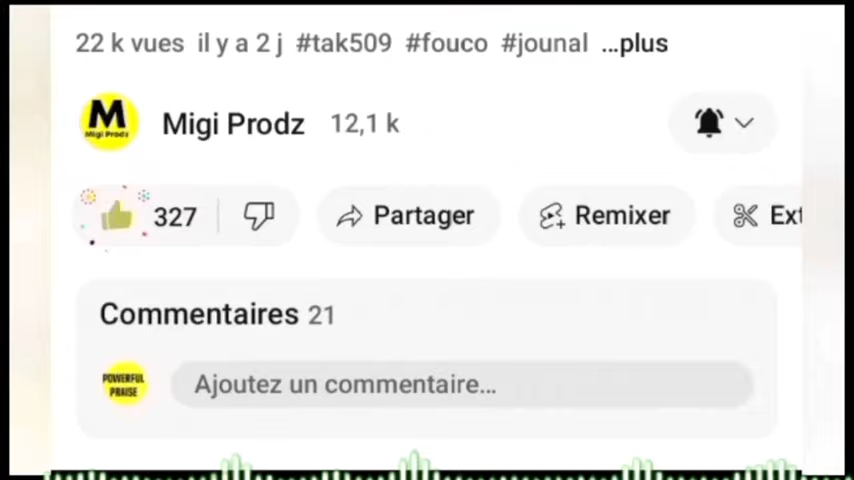 22 k vues il y a 2 j #tak509 #fouco #jounal ...plus
M
Migi Prodz
Migi Prodz 12,1 k
327 Partager Remixer Ext
Commentaires 21
POWERFUL
PRAISE
Ajoutez un commentaire...